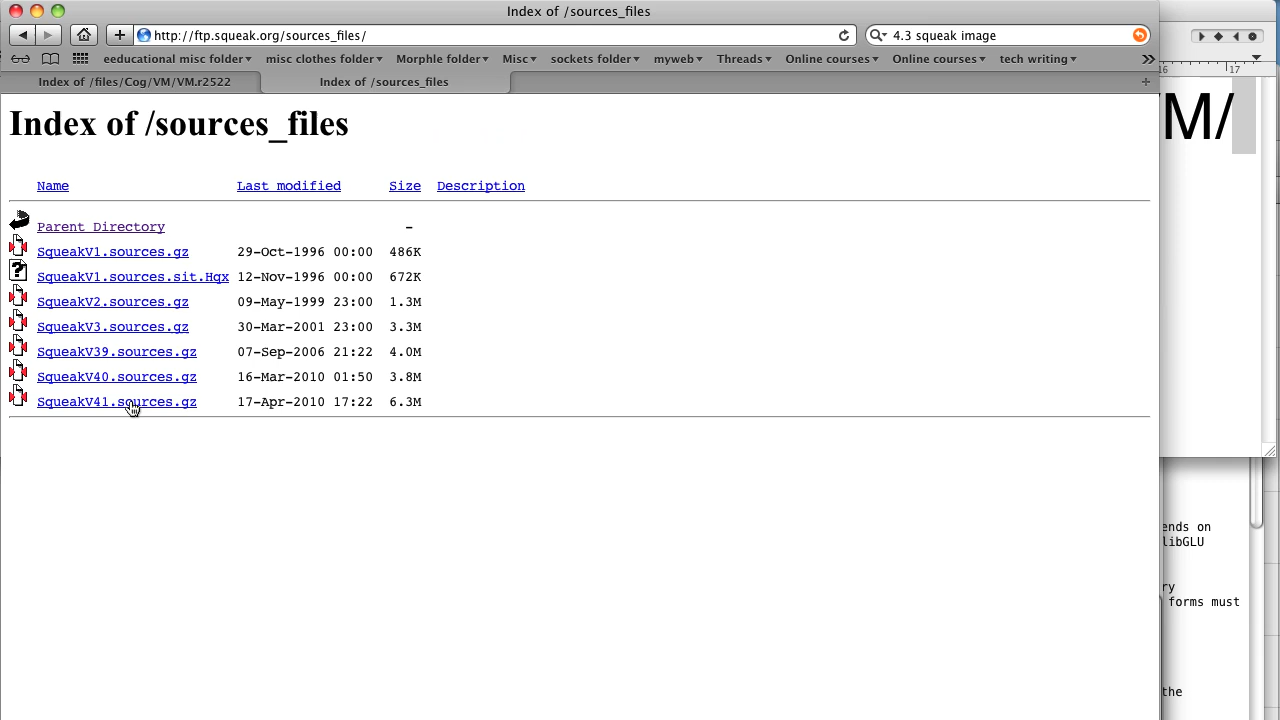 Index of /sources_files
http://ftp.squeak.org/sources_files/
4.3 squeak image
eeducational misc folder misc clothes folder Morphle folder Misc sockets folder myweb Threads Online courses Online courses tech writing
Index of /files/Cog/VM/VM.r2522 Index of /sources_files
16 17
M/
Index of /sources_files
Name Last modified Size Description
Parent Directory -
SqueakV1.sources.gz 29-Oct-1996 00:00 486K
SqueakV1.sources.sit.Hqx 12-Nov-1996 00:00 672K
SqueakV2.sources.gz 09-May-1999 23:00 1.3M
SqueakV3.sources.gz 30-Mar-2001 23:00 3.3M
SqueakV39.sources.gz 07-Sep-2006 21:22 4.0M
SqueakV40.sources.gz 16-Mar-2010 01:50 3.8M
SqueakV41.sources.gz 17-Apr-2010 17:22 6.3M
ends on
libGLU
ry
forms must
the